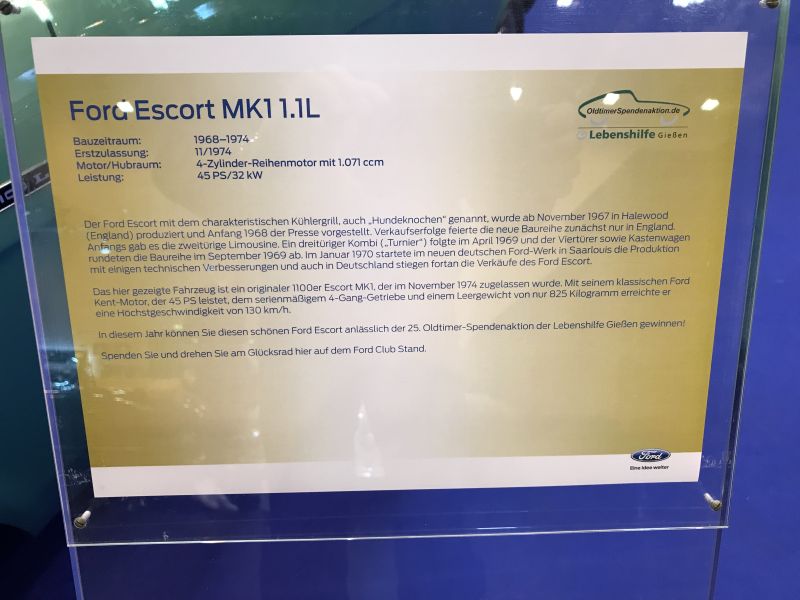 Ford Escort MK1 1.1L
OldtimerSpendenaktion.de
Lebenshilfe Gießen
Bauzeitraum: 1968–1974
Erstzulassung: 11/1974
Motor/Hubraum: 4-Zylinder-Reihenmotor mit 1.071 ccm
Leistung: 45 PS/32 kW
Der Ford Escort mit dem charakteristischen Kühlergrill, auch „Hundeknochen“ genannt, wurde ab November 1967 in Halewood
(England) produziert und Anfang 1968 der Presse vorgestellt. Verkaufserfolge feierte die neue Baureihe zunächst nur in England.
Anfangs gab es die zweitürige Limousine. Ein dreitüriger Kombi („Turnier“) folgte im April 1969 und der Viertürer sowie Kastenwagen
rundeten die Baureihe im September 1969 ab. Im Januar 1970 startete im neuen deutschen Ford-Werk in Saarlouis die Produktion
mit einigen technischen Verbesserungen und auch in Deutschland stiegen fortan die Verkäufe des Ford Escort.
Das hier gezeigte Fahrzeug ist ein originaler 1100er Escort MK1, der im November 1974 zugelassen wurde. Mit seinem klassischen Ford
Kent-Motor, der 45 PS leistet, dem serienmäßigem 4-Gang-Getriebe und einem Leergewicht von nur 825 Kilogramm erreichte er
eine Höchstgeschwindigkeit von 130 km/h.
In diesem Jahr können Sie diesen schönen Ford Escort anlässlich der 25. Oldtimer-Spendenaktion der Lebenshilfe Gießen gewinnen!
Spenden Sie und drehen Sie am Glücksrad hier auf dem Ford Club Stand.
Ford
Eine Idee weiter